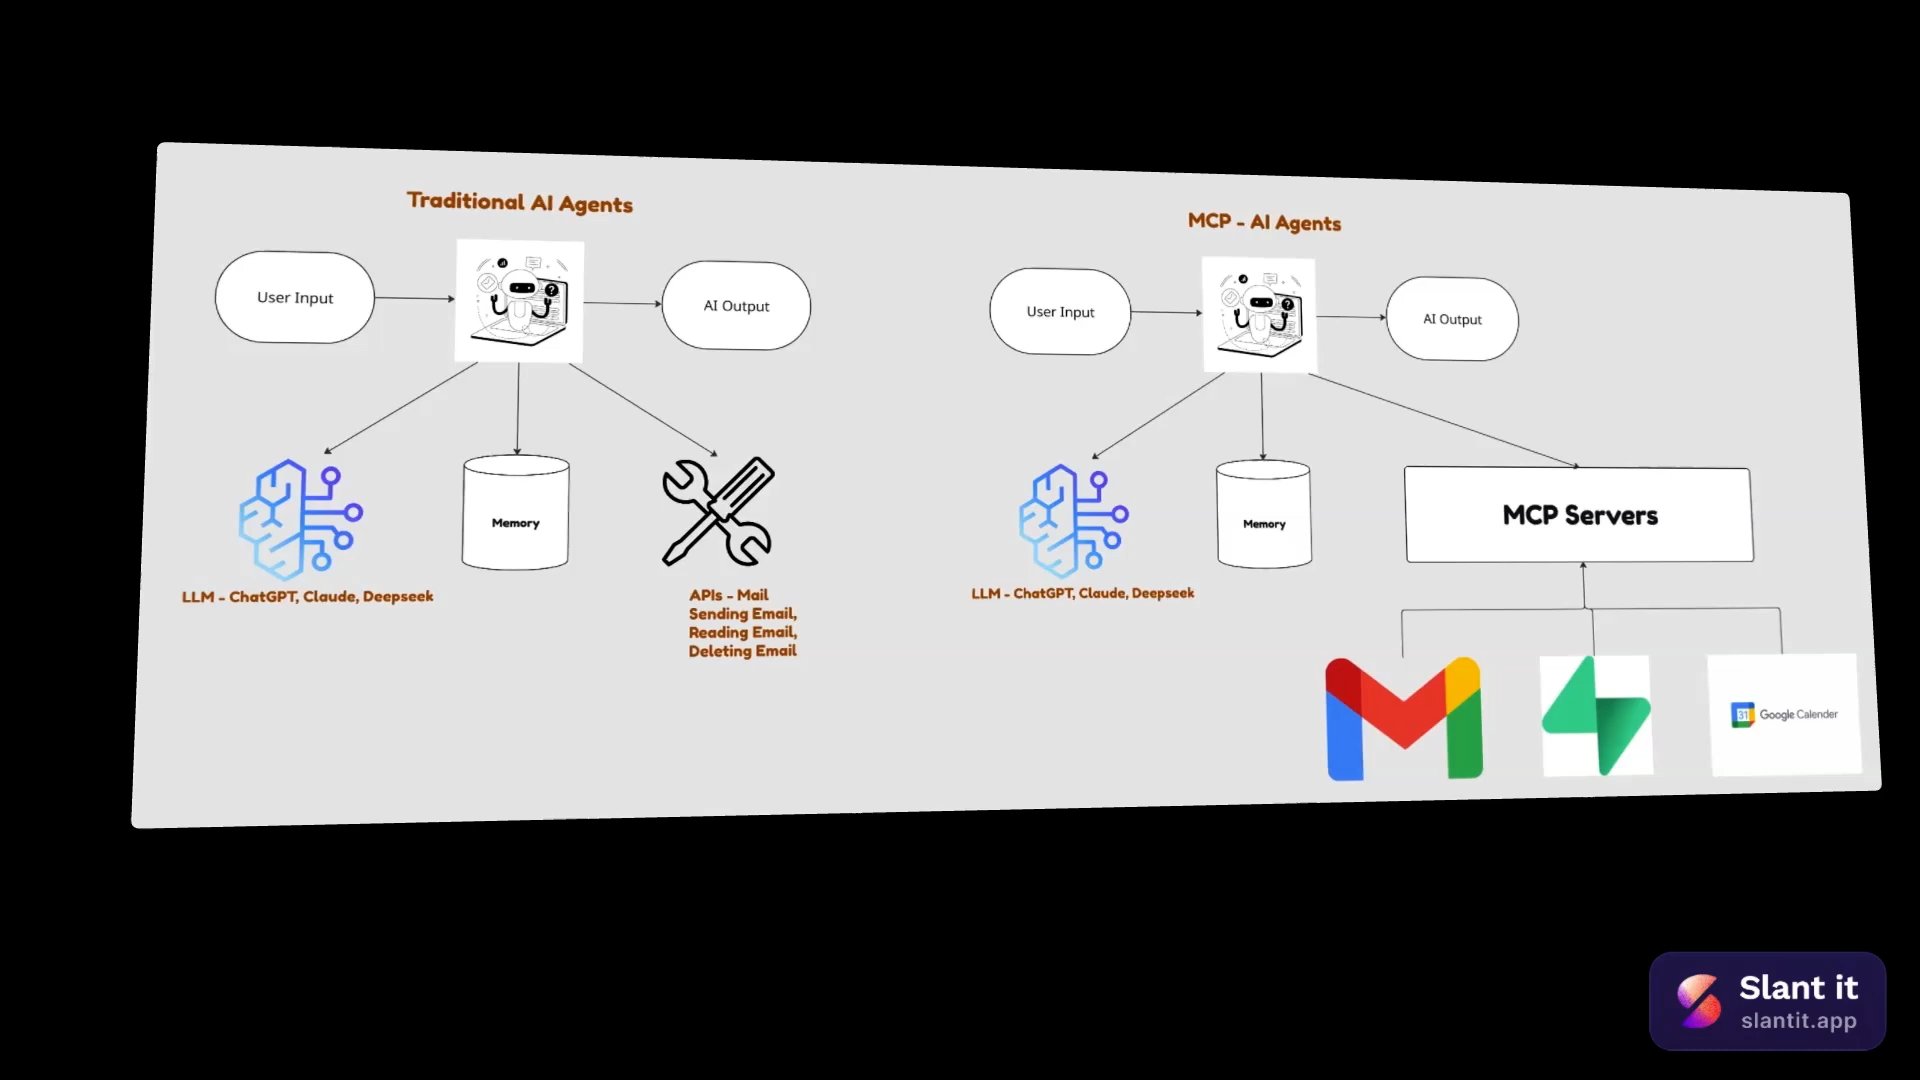 Traditional AI Agents
User Input
AI Output
Memory
LLM - ChatGPT, Claude, Deepseek
APIs - Mail
Sending Email,
Reading Email,
Deleting Email
MCP - AI Agents
User Input
AI Output
Memory
LLM - ChatGPT, Claude, Deepseek
MCP Servers
31
Google Calender
Slant it
slantit.app